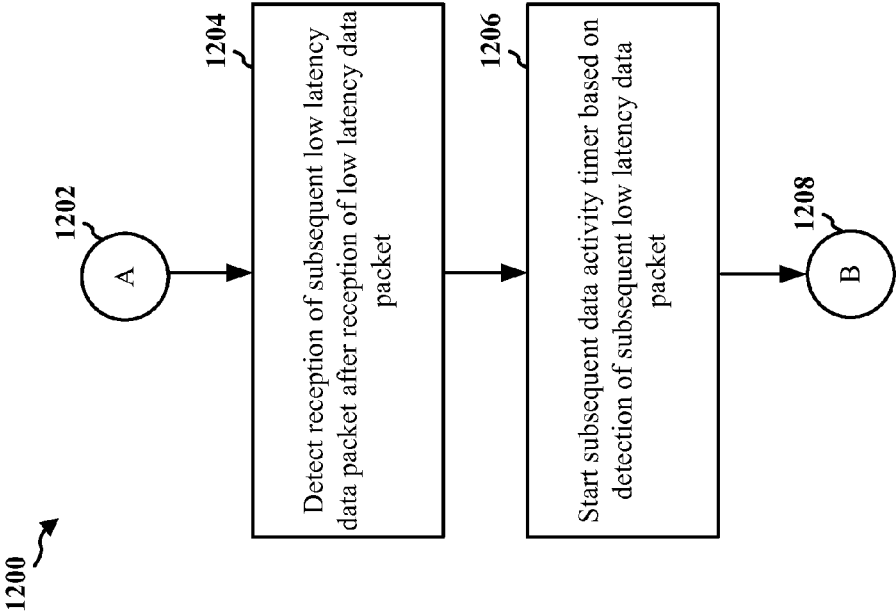 1200
1202
A
1204
Detect reception of subsequent low latency
data packet after reception of low latency data
packet
1206
Start subsequent data activity timer based on
detection of subsequent low latency data
packet
1208
B